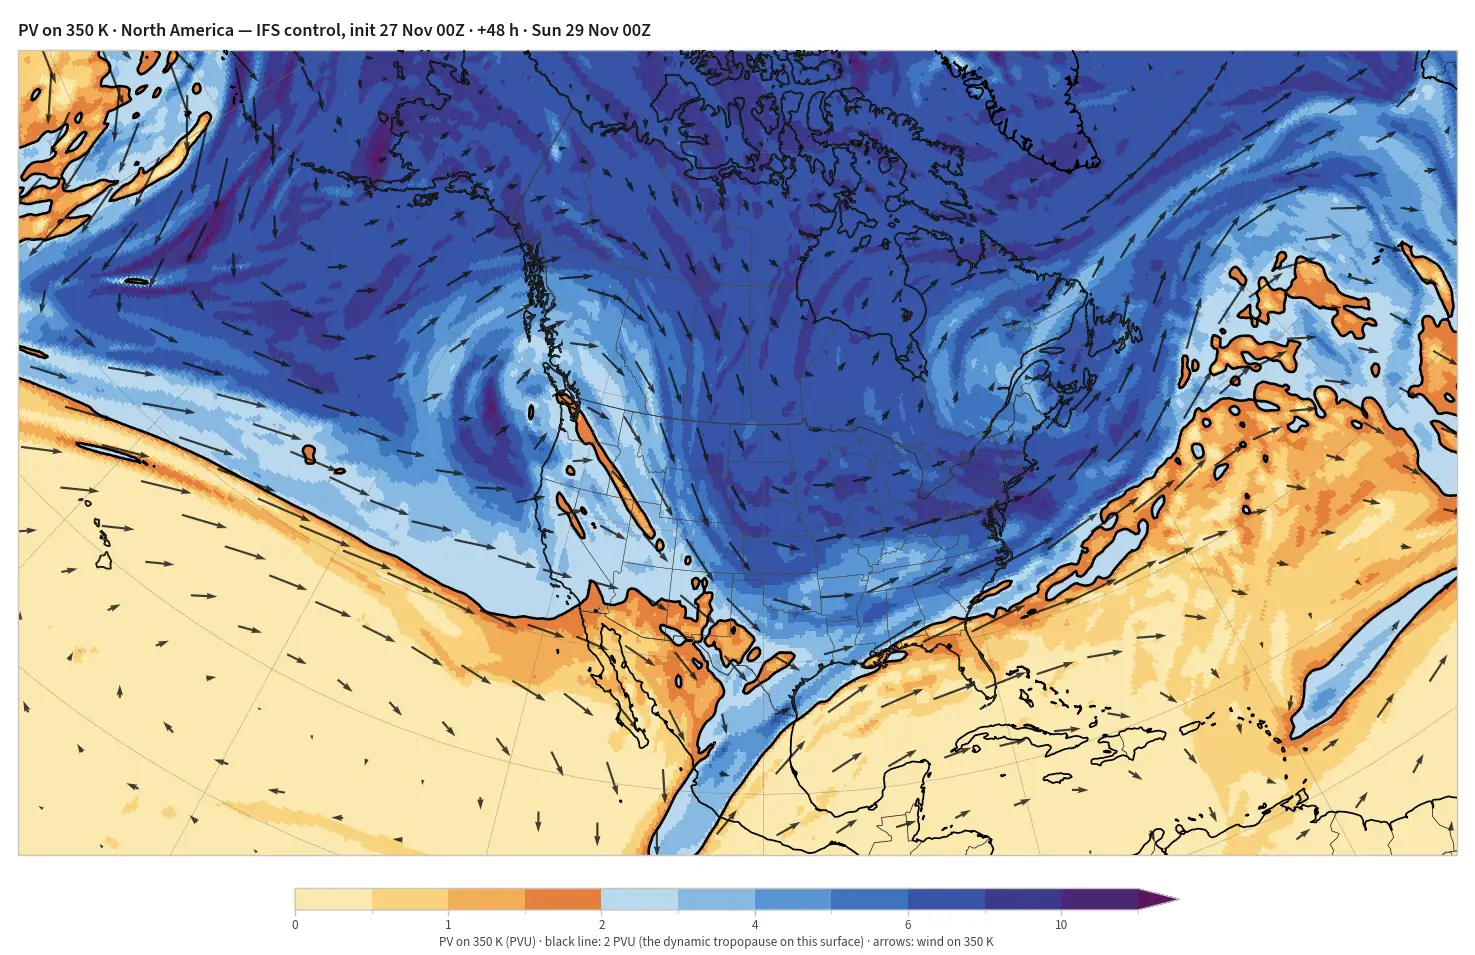 PV on 350 K · North America — IFS control, init 27 Nov 00Z · +48 h · Sun 29 Nov 00Z
0 1 2 4 6 10
PV on 350 K (PVU) · black line: 2 PVU (the dynamic tropopause on this surface) · arrows: wind on 350 K